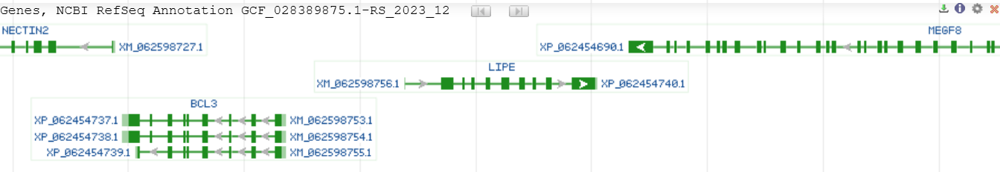 Genes, NCBI RefSeq Annotation GCF_028389875.1-RS_2023_12
NECTIN2
XM_062598727.1
MEGF8
XP_062454690.1
LIPE
XM_062598756.1
XP_062454740.1
BCL3
XP_062454737.1
XM_062598753.1
XP_062454738.1
XM_062598754.1
XP_062454739.1
XM_062598755.1